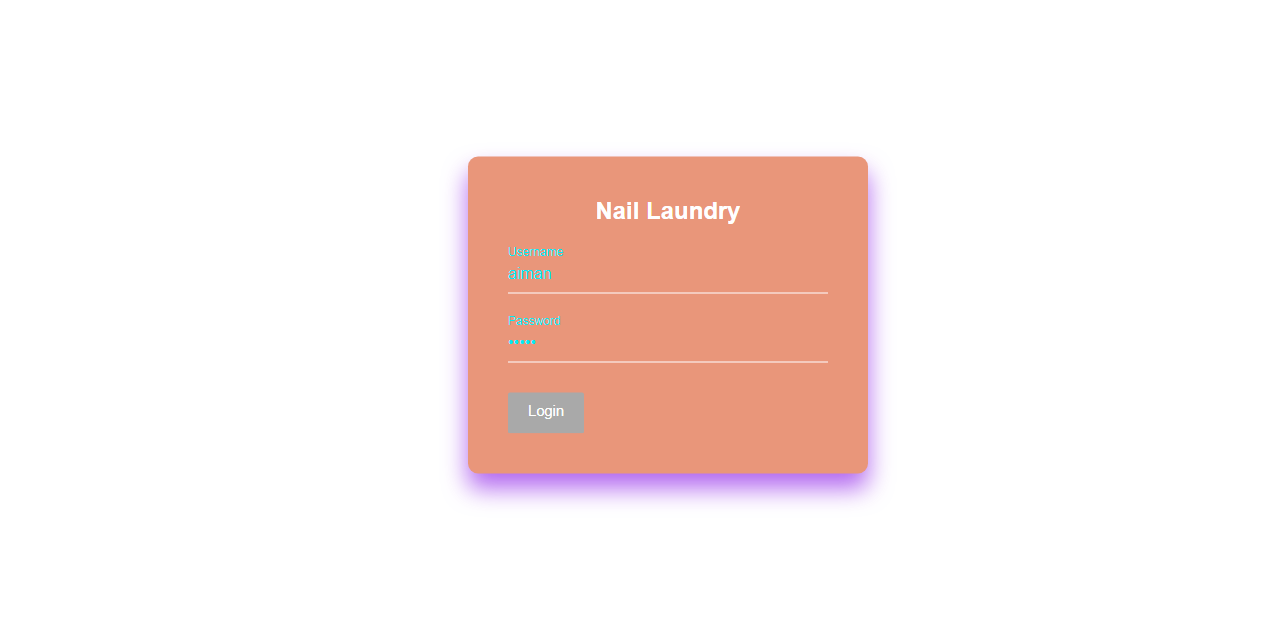 Nail Laundry
Username
aiman
Password
•••••
Login